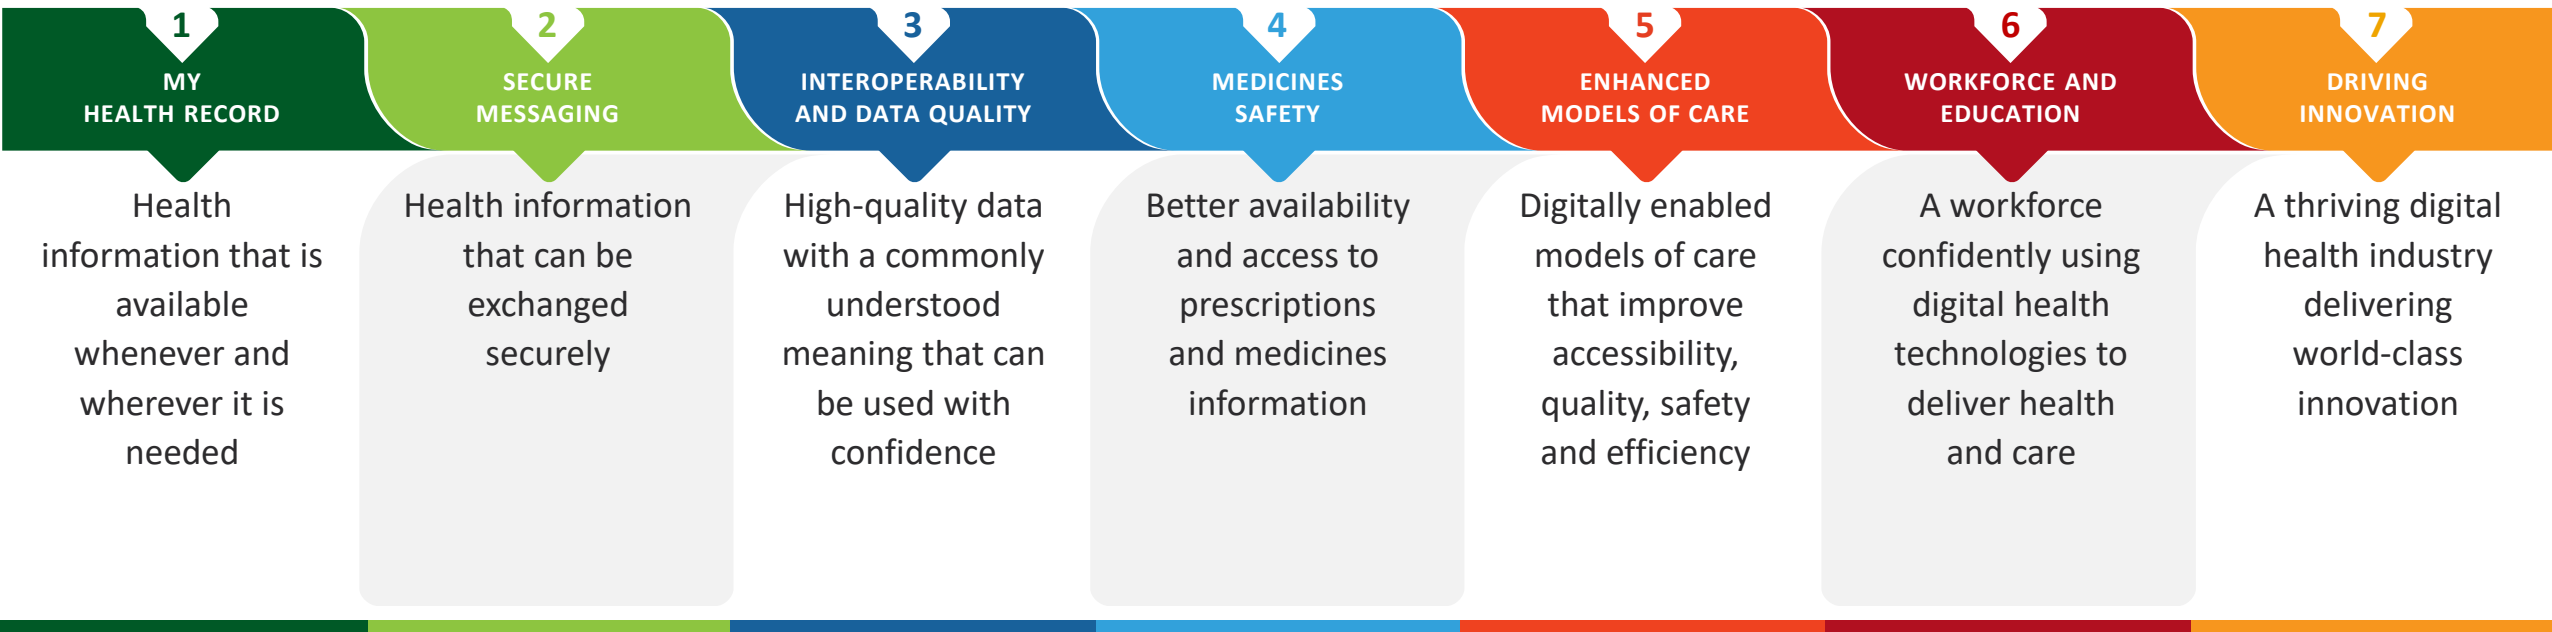 1
MY
HEALTH RECORD
Health
information that is
available
whenever and
wherever it is
needed
2
SECURE
MESSAGING
Health information
that can be
exchanged
securely
3
INTEROPERABILITY
AND DATA QUALITY
High-quality data
with a commonly
understood
meaning that can
be used with
confidence
4
MEDICINES
SAFETY
Better availability
and access to
prescriptions
and medicines
information
5
ENHANCED
MODELS OF CARE
Digitally enabled
models of care
that improve
accessibility,
quality, safety
and efficiency
6
WORKFORCE AND
EDUCATION
A workforce
confidently using
digital health
technologies to
deliver health
and care
7
DRIVING
INNOVATION
A thriving digital
health industry
delivering
world-class
innovation